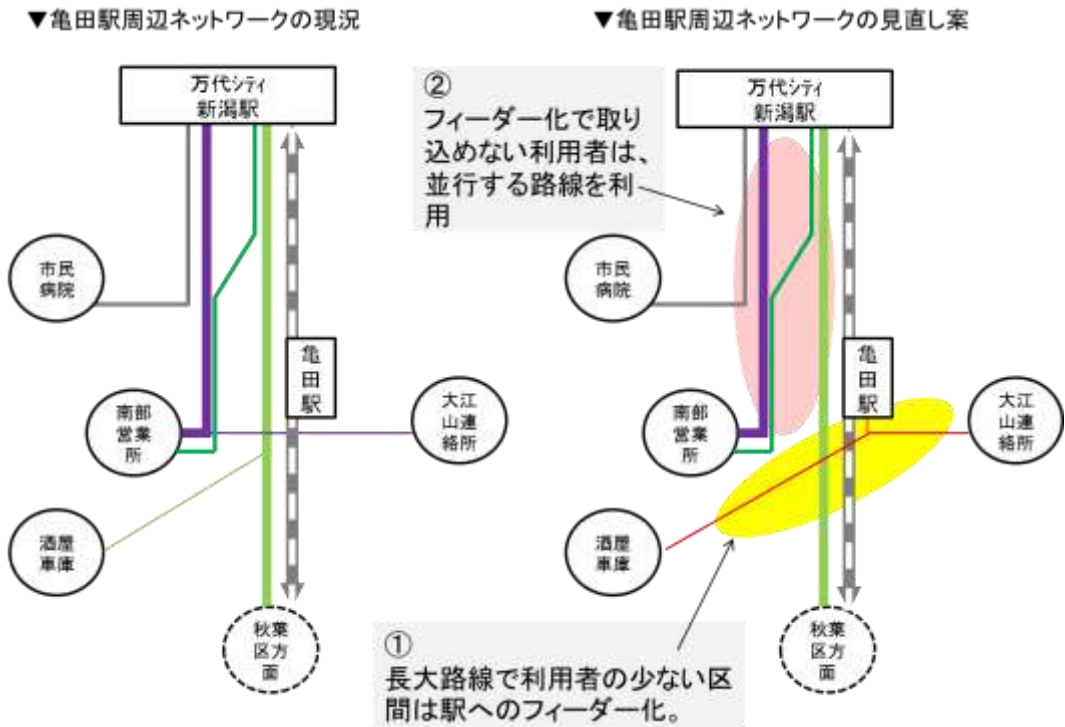 ▼亀田駅周辺ネットワークの現況
万代シティ
新潟駅
市民
病院
亀
田
駅
南部
営業
所
大江
山連
絡所
酒屋
車庫
秋葉
区方
面
▼亀田駅周辺ネットワークの見直し案
②
フィーダー化で取り
込めない利用者は、
並行する路線を利
用
万代シティ
新潟駅
市民
病院
亀
田
駅
南部
営業
所
大江
山連
絡所
酒屋
車庫
秋葉
区方
面
①
長大路線で利用者の少ない区
間は駅へのフィーダー化。